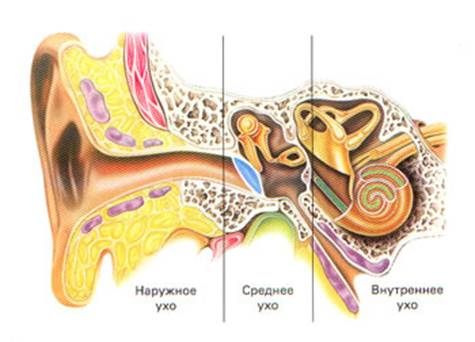 Наружное
ухо
Среднее
ухо
Внутреннее
ухо